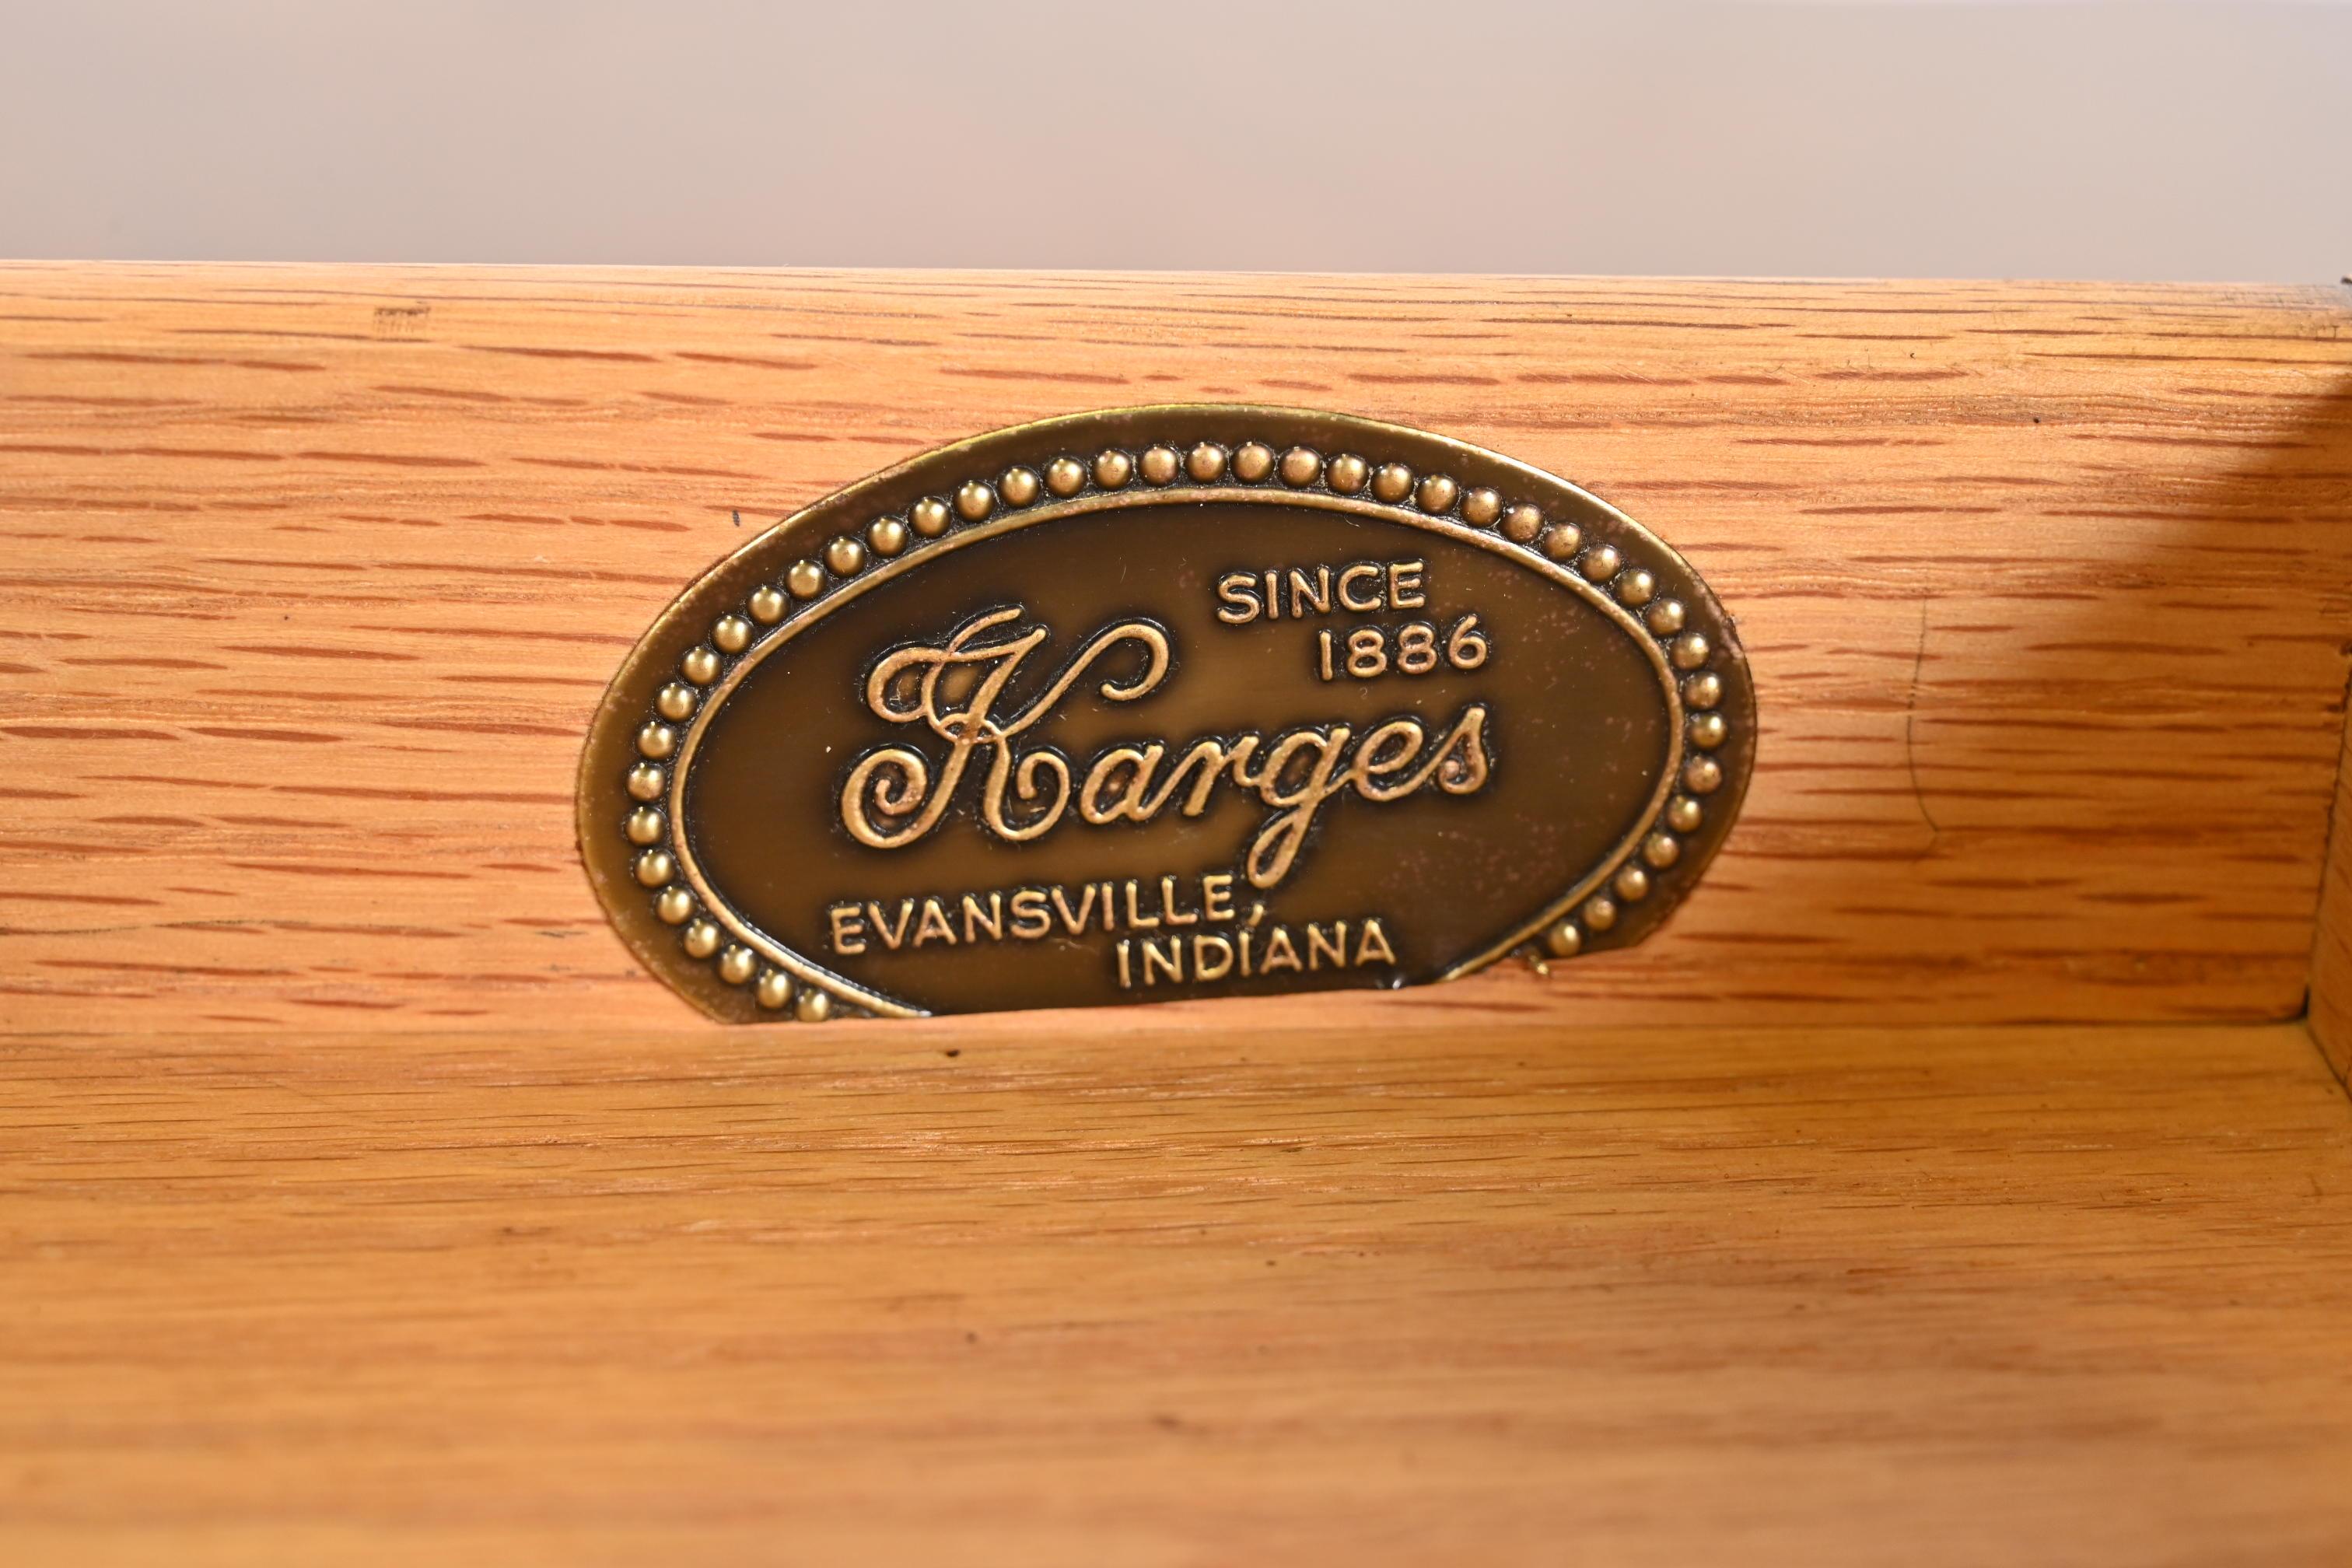 SINCE
1886
Karges
EVANSVILLE,
INDIANA